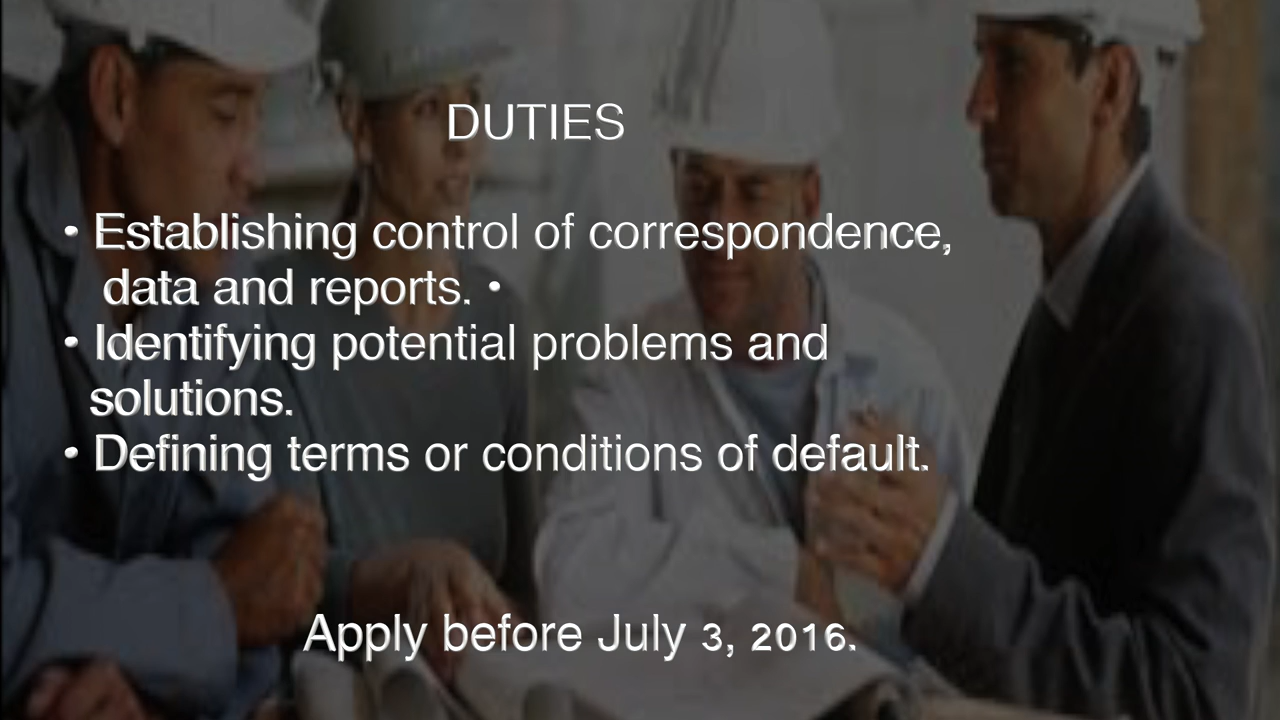 DUTIES
• Establishing control of correspondence,
data and reports. •
• Identifying potential problems and
solutions.
• Defining terms or conditions of default.
Apply before July 3, 2016.